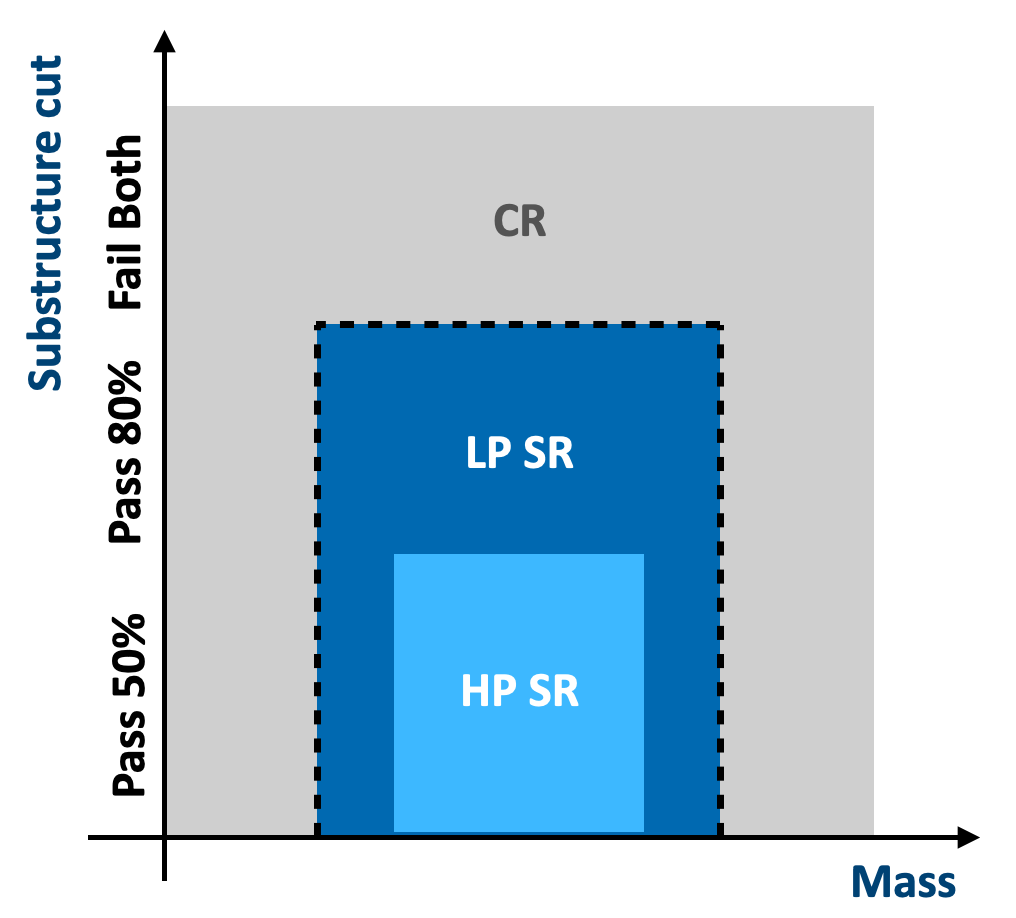 Substructure cut
Fail Both
Pass 80%
Pass 50%
CR
LP SR
HP SR
Mass